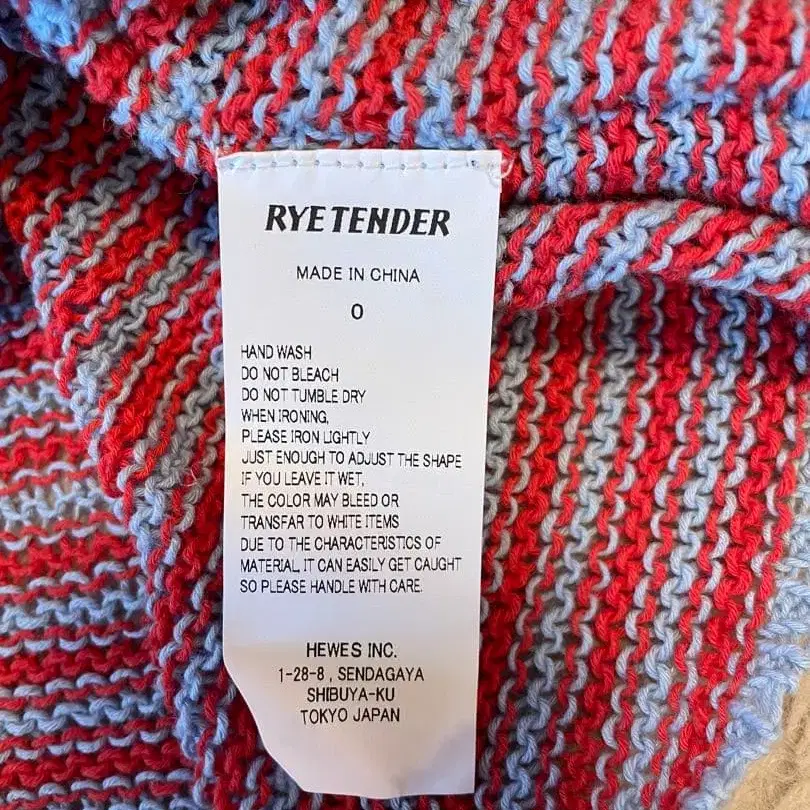 RYE TENDER
MADE IN CHINA
0
HAND WASH
DO NOT BLEACH
DO NOT TUMBLE DRY
WHEN IRONING,
PLEASE IRON LIGHTLY
JUST ENOUGH TO ADJUST THE SHAPE
IF YOU LEAVE IT WET,
THE COLOR MAY BLEED OR
TRANSFAR TO WHITE ITEMS
DUE TO THE CHARACTERISTICS OF
MATERIAL, IT CAN EASILY GET CAUGHT
SO PLEASE HANDLE WITH CARE.
HEWES INC.
1-28-8 , SENDAGAYA
SHIBUYA-KU
TOKYO JAPAN